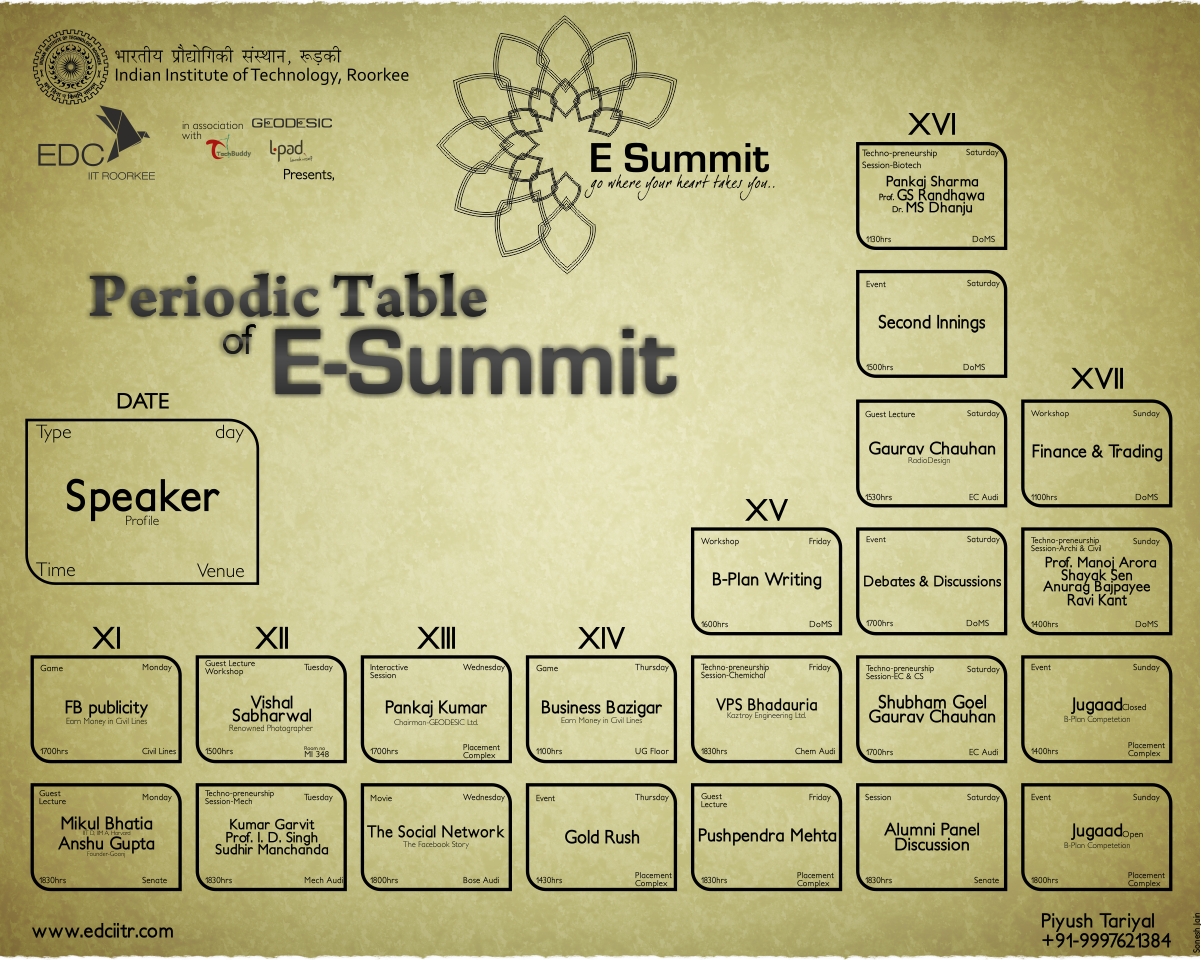 भारतीय प्रौद्योगिकी संस्थान, रूड़की
Indian Institute of Technology, Roorkee
EDC
IIT ROORKEE
in association
with
GEODESIC
TechBuddy
l-pad
Presents,
E Summit
go where your heart takes you..
Periodic Table
of
E-Summit
DATE
Type day
Speaker
Profile
Time Venue
XI
Game Monday
FB publicity
Earn Money in Civil Lines
1700hrs Civil Lines
Guest
Lecture
Monday
Mikul Bhatia
Anshu Gupta
Founder-Goonj
1830hrs Senate
XII
Guest Lecture
Workshop
Tuesday
Vishal
Sabharwal
Renowned Photographer
1500hrs
Room no
MI 348
Techno-preneurship
Session-Mech
Tuesday
Kumar Garvit
Prof. I. D. Singh
Sudhir Manchanda
1830hrs Mech Audi
XIII
Interactive
Session
Wednesday
Pankaj Kumar
Chairman-GEODESIC Ltd.
1700hrs
Placement
Complex
Movie Wednesday
The Social Network
The Facebook Story
1800hrs Bose Audi
XIV
Game Thursday
Business Bazigar
Earn Money in Civil Lines
1100hrs UG Floor
Event Thursday
Gold Rush
1430hrs
Placement
Complex
XV
Workshop Friday
B-Plan Writing
1600hrs DoMS
Techno-preneurship
Session-Chemichal
Friday
VPS Bhadauria
Kaztroy Engineering Ltd.
1830hrs Chem Audi
Guest
Lecture
Friday
Pushpendra Mehta
1830hrs
Placement
Complex
XVI
Techno-preneurship
Session-Biotech
Saturday
Pankaj Sharma
Prof. GS Randhawa
Dr. MS Dhanju
1130hrs DoMS
Event Saturday
Second Innings
1500hrs DoMS
Guest Lecture Saturday
Gaurav Chauhan
RodioDesign
1530hrs EC Audi
Event Saturday
Debates & Discussions
1700hrs DoMS
Techno-preneurship
Session-EC & CS
Saturday
Shubham Goel
Gaurav Chauhan
1700hrs EC Audi
Session Saturday
Alumni Panel
Discussion
1830hrs Senate
XVII
Workshop Sunday
Finance & Trading
1100hrs DoMS
Techno-preneurship
Session-Archi & Civil
Sunday
Prof. Manoj Arora
Shayak Sen
Anurag Bajpayee
Ravi Kant
1400hrs DoMS
Event Sunday
Jugaad Closed
B-Plan Competetion
1400hrs
Placement
Complex
Event Sunday
Jugaad Open
B-Plan Competetion
1800hrs
Placement
Complex
www.edciitr.com
Piyush Tariyal
+91-9997621384